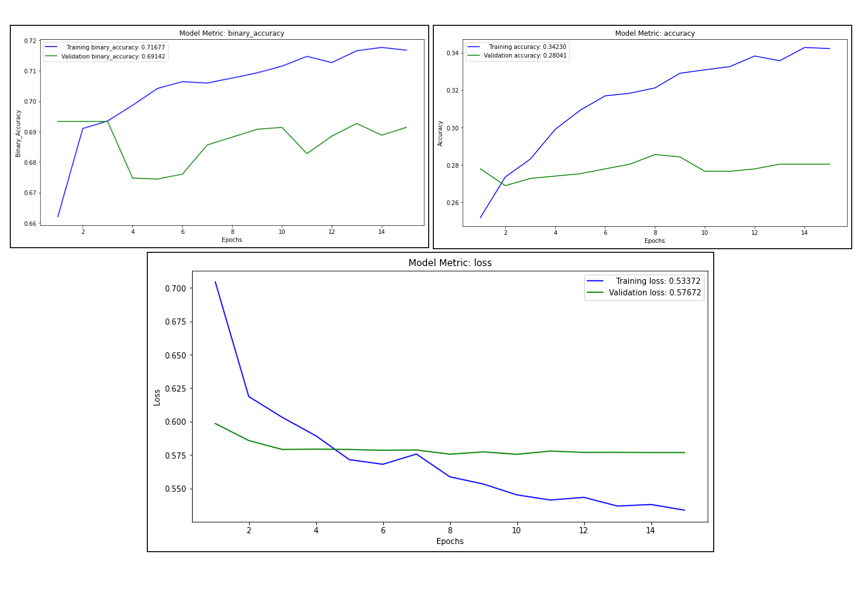 Model Metric: binary_accuracy
Training binary_accuracy: 0.71677
Validation binary_accuracy: 0.69142
Binary_Accuracy
0.72
0.71
0.70
0.69
0.68
0.67
0.66
2 4 6 8 10 12 14
Epochs
Model Metric: accuracy
Training accuracy: 0.34230
Validation accuracy: 0.28041
Accuracy
0.34
0.32
0.30
0.28
0.26
2 4 6 8 10 12 14
Epochs
Model Metric: loss
Training loss: 0.53372
Validation loss: 0.57672
Loss
0.700
0.675
0.650
0.625
0.600
0.575
0.550
2 4 6 8 10 12 14
Epochs